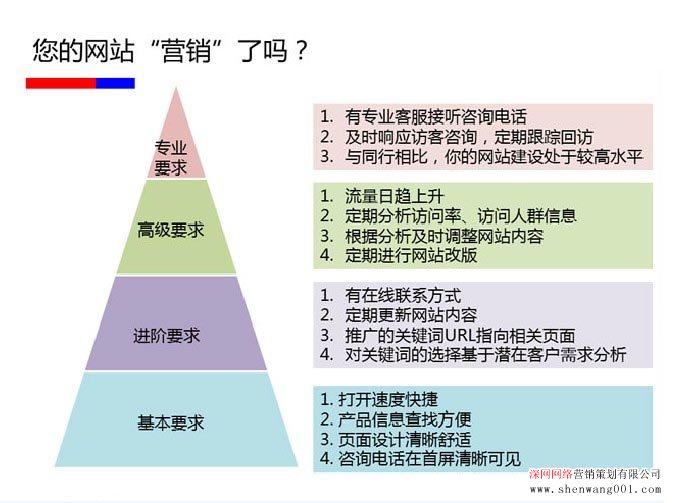 您的网站“营销”了吗？
专业
要求
1. 有专业客服接听咨询电话
2. 及时响应访客咨询，定期跟踪回访
3. 与同行相比，你的网站建设处于较高水平
高级要求
1. 流量日趋上升
2. 定期分析访问率、访问人群信息
3. 根据分析及时调整网站内容
4. 定期进行网站改版
进阶要求
1. 有在线联系方式
2. 定期更新网站内容
3. 推广的关键词URL指向相关页面
4. 对关键词的选择基于潜在客户需求分析
基本要求
1. 打开速度快捷
2. 产品信息查找方便
3. 页面设计清晰舒适
4. 咨询电话在首屏清晰可见
深网网络营销策划有限公司
www.shenwang001.com